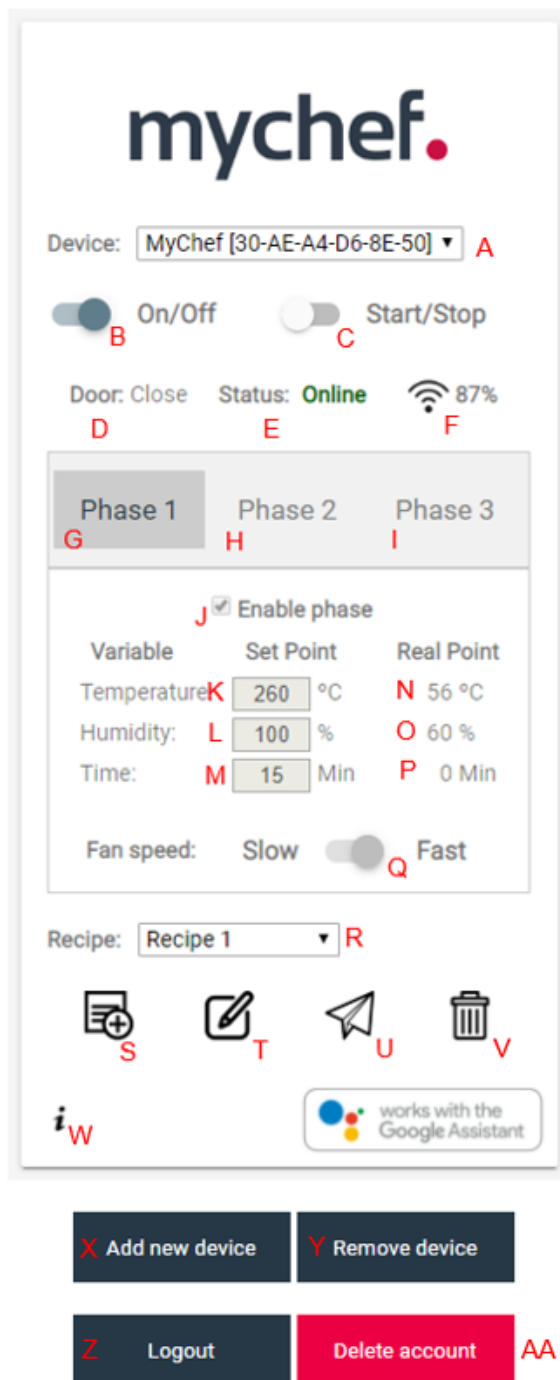 mychef.
Device: MyChef [30-AE-A4-D6-8E-50] A
B On/Off C Start/Stop
Door: Close Status: Online 87%
D E F
Phase 1 Phase 2 Phase 3
G H I
J Enable phase
Variable Set Point Real Point
Temperature K 260 ºC N 56 ºC
Humidity: L 100 % O 60 %
Time: M 15 Min P 0 Min
Fan speed: Slow Q Fast
Recipe: Recipe 1 R
S T U V
i W works with the
Google Assistant
X Add new device Y Remove device
Z Logout Delete account AA